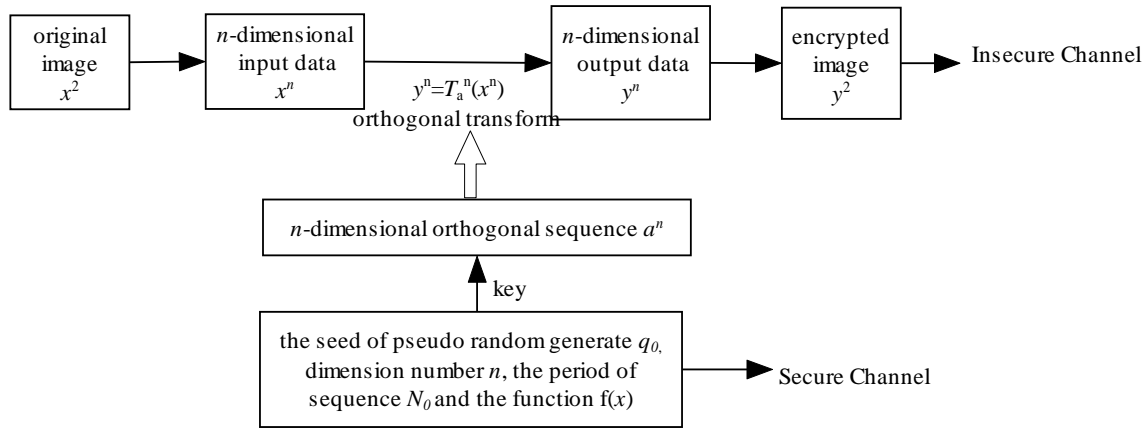 original
image
x²
n-dimensional
input data
xⁿ
yⁿ=Tₐⁿ(xⁿ)
orthogonal transform
n-dimensional
output data
yⁿ
encrypted
image
y²
Insecure Channel
n-dimensional orthogonal sequence aⁿ
key
the seed of pseudo random generate q₀,
dimension number n, the period of
sequence N₀ and the function f(x)
Secure Channel